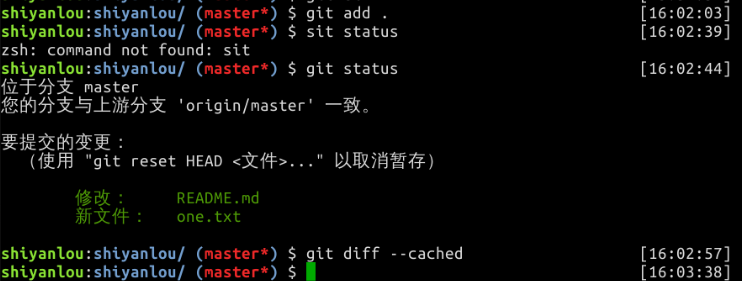 shiyanlou:shiyanlou/ (master*) $ git add . [16:02:03]
shiyanlou:shiyanlou/ (master*) $ sit status [16:02:39]
zsh: command not found: sit
shiyanlou:shiyanlou/ (master*) $ git status [16:02:44]
位于分支 master
您的分支与上游分支 'origin/master' 一致。
要提交的变更：
（使用 "git reset HEAD <文件>..." 以取消暂存）
修改： README.md
新文件： one.txt
shiyanlou:shiyanlou/ (master*) $ git diff --cached [16:02:57]
shiyanlou:shiyanlou/ (master*) $ [16:03:38]